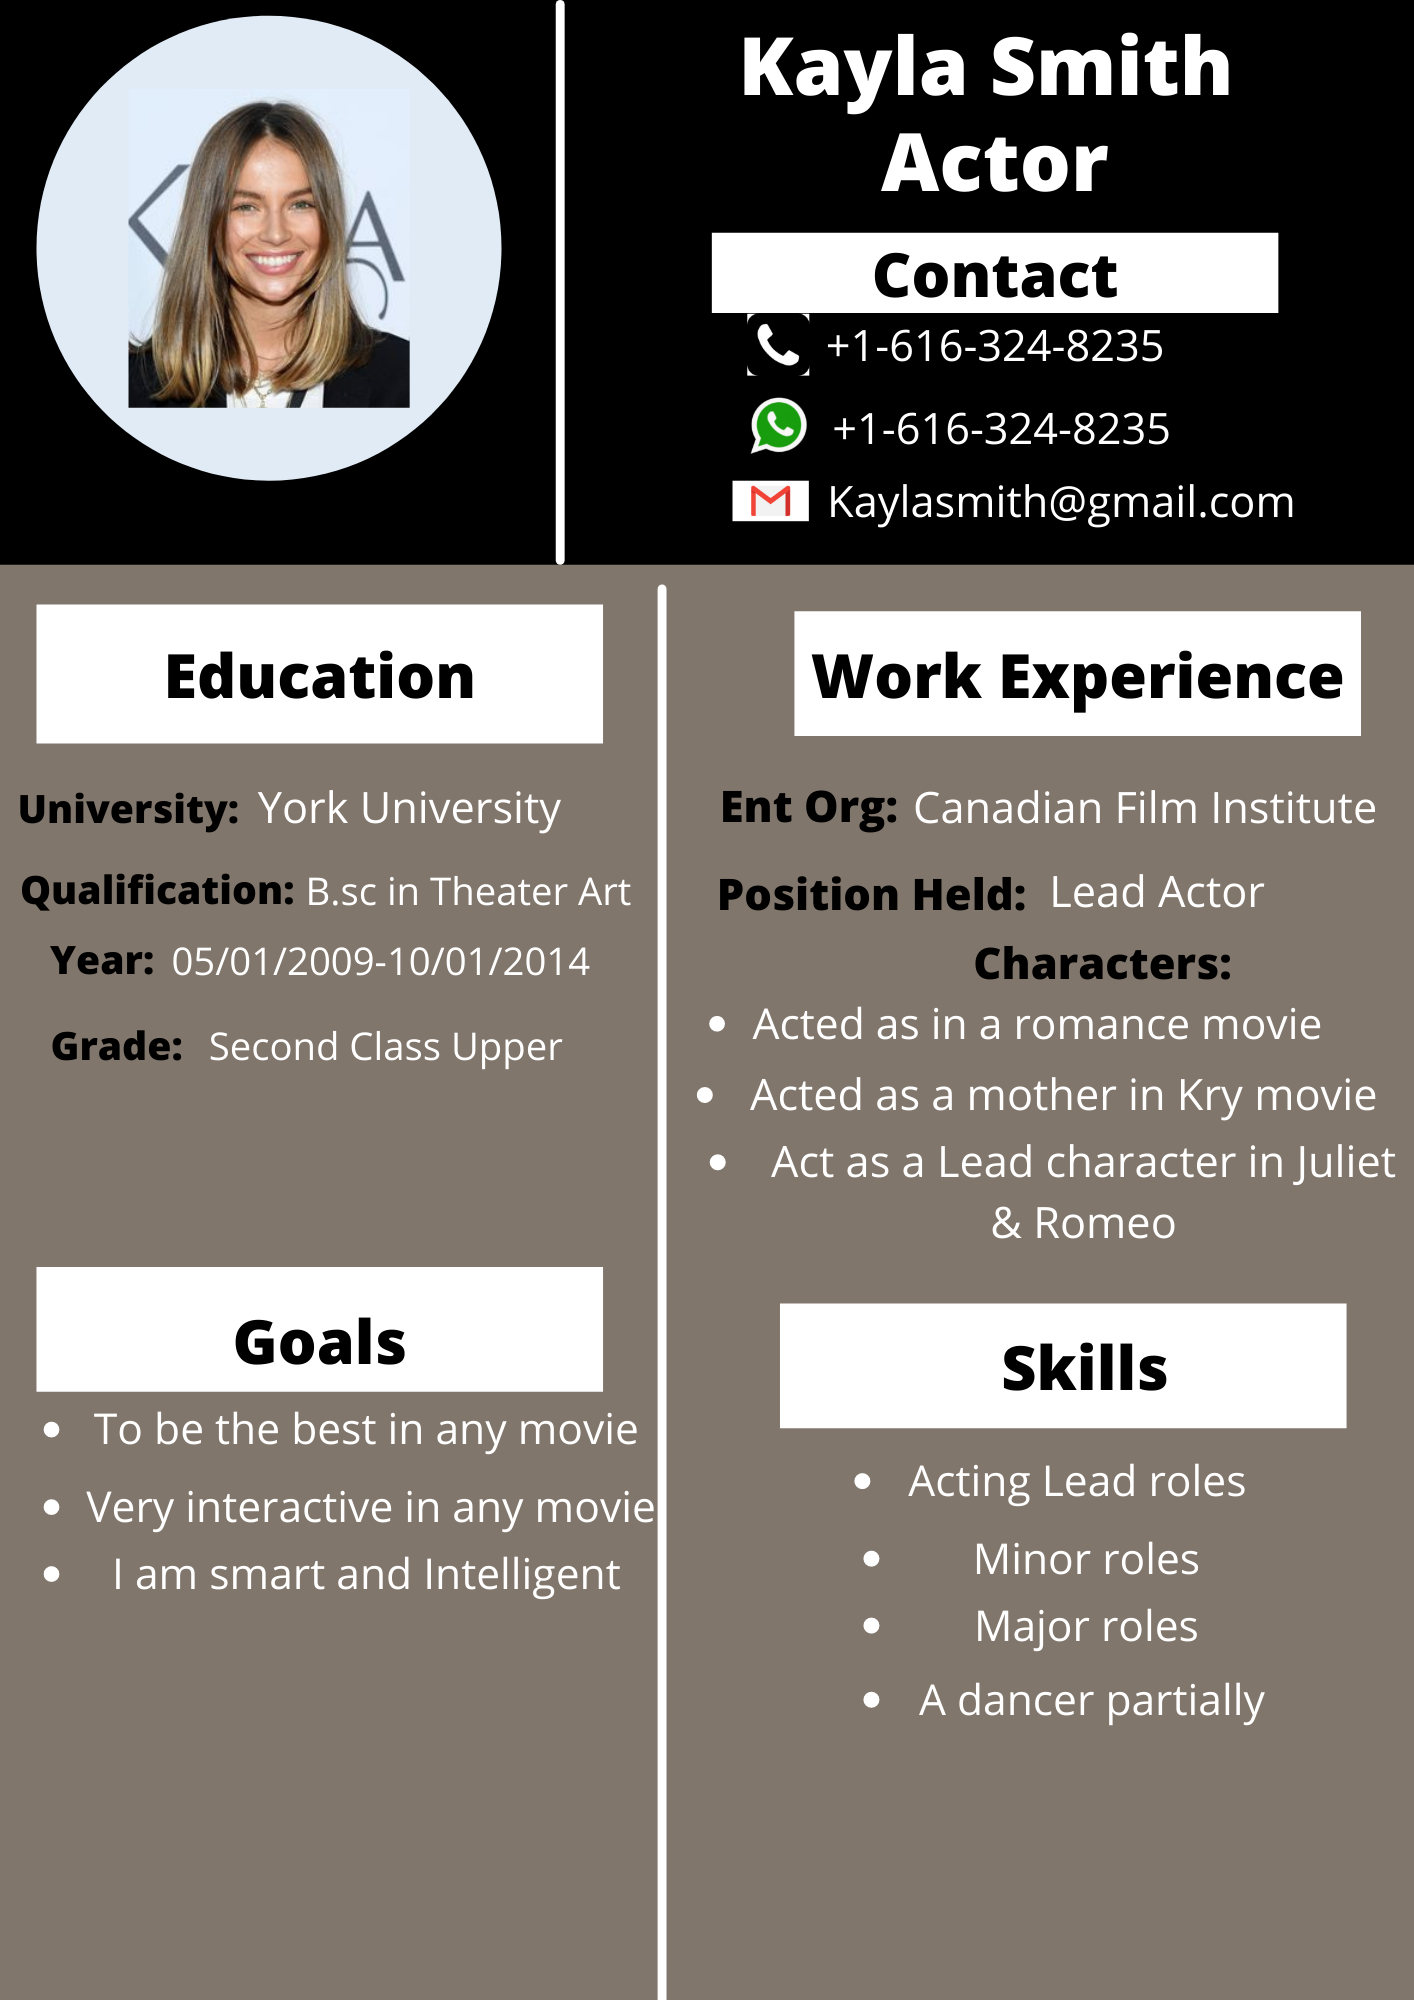 Kayla Smith
Actor
Contact
+1-616-324-8235
+1-616-324-8235
Kaylasmith@gmail.com
Education
University: York University
Qualification: B.sc in Theater Art
Year: 05/01/2009-10/01/2014
Grade: Second Class Upper
Goals
To be the best in any movie
Very interactive in any movie
I am smart and Intelligent
Work Experience
Ent Org: Canadian Film Institute
Position Held: Lead Actor
Characters:
Acted as in a romance movie
Acted as a mother in Kry movie
Act as a Lead character in Juliet
& Romeo
Skills
Acting Lead roles
Minor roles
Major roles
A dancer partially